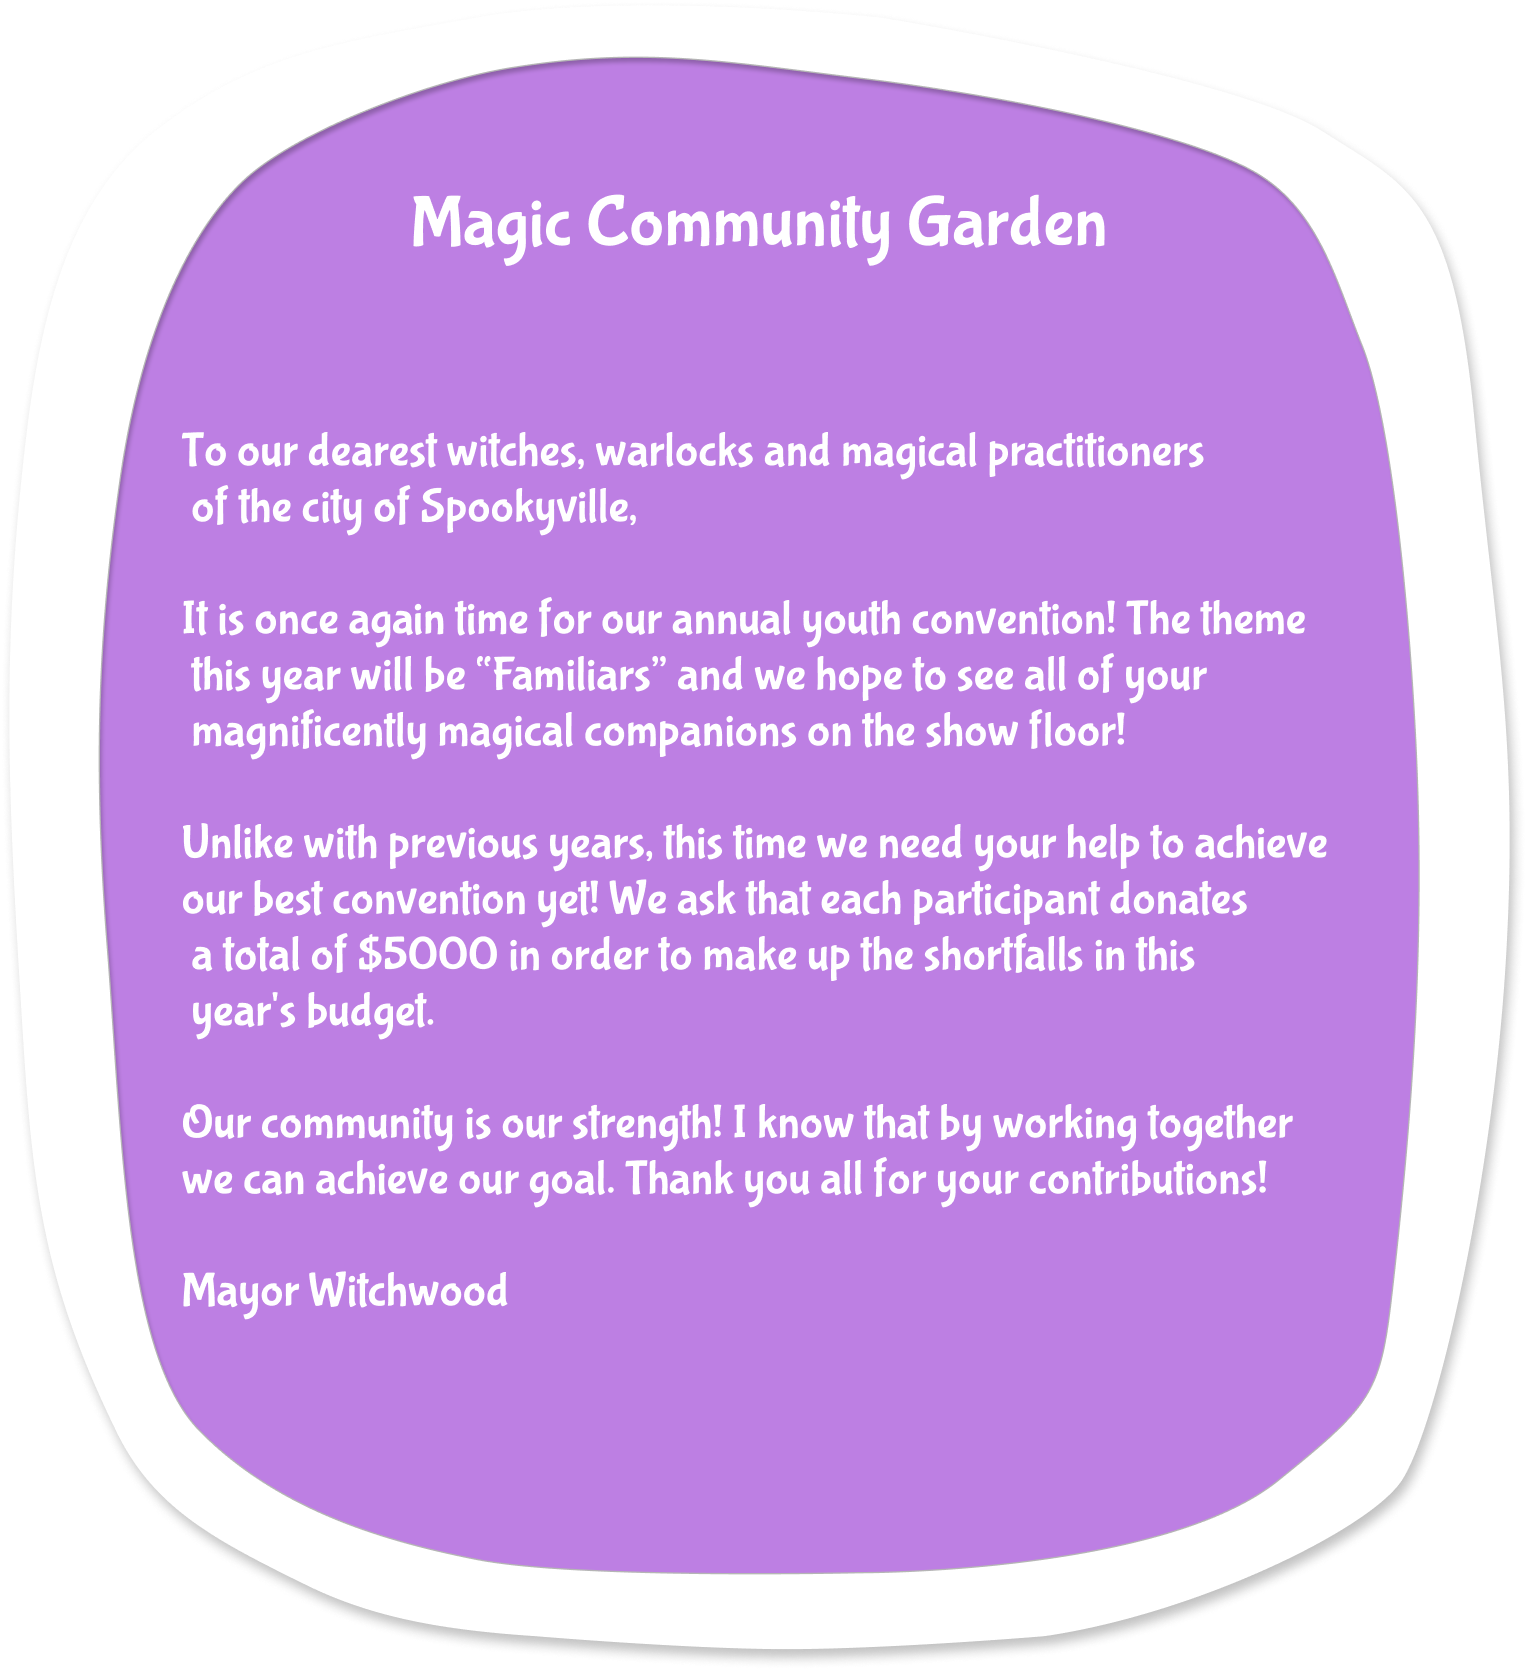 Magic Community Garden
To our dearest witches, warlocks and magical practitioners
of the city of Spookyville,
It is once again time for our annual youth convention! The theme
this year will be “Familiars” and we hope to see all of your
magnificently magical companions on the show floor!
Unlike with previous years, this time we need your help to achieve
our best convention yet! We ask that each participant donates
a total of $5000 in order to make up the shortfalls in this
year's budget.
Our community is our strength! I know that by working together
we can achieve our goal. Thank you all for your contributions!
Mayor Witchwood